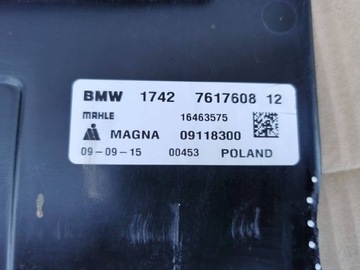 BMW 1742 7617608 12
MAHLE 16463575
MAGNA 09118300
09-09-15 00453 POLAND